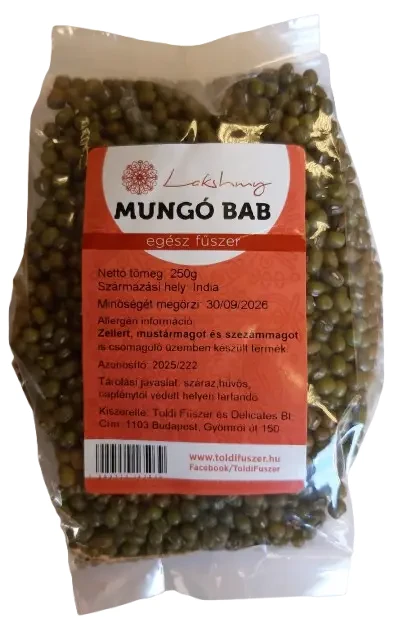 Lakshmy
MUNGÓ BAB
egész fűszer
Nettó tömeg: 250g
Származási hely: India
Minőségét megőrzi: 30/09/2026
Allergén információ:
Zellert, mustármagot és szezámmagot
is csomagoló üzemben készült termék.
Azonosító: 2025/222
Tárolási javaslat: száraz,hűvös,
napfénytől védett helyen tartandó.
Kiszerelte: Toldi Fűszer és Delicates Bt
Cím: 1103 Budapest, Gyömrői út 150
www.toldifuszer.hu
Facebook/ToldiFuszer